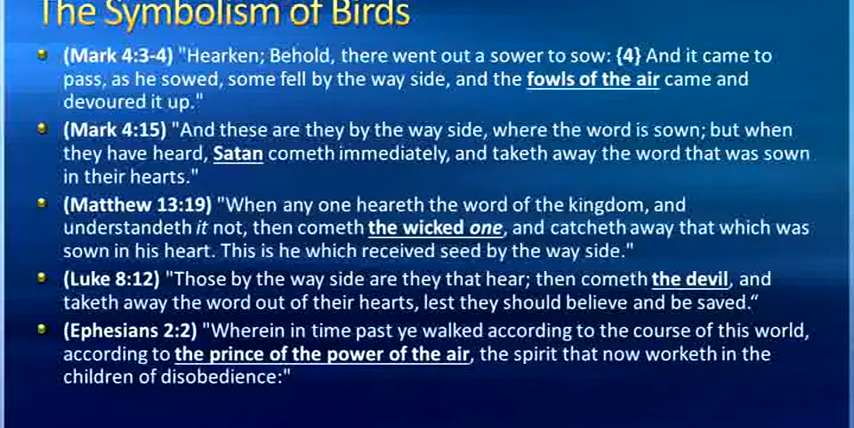 The Symbolism of Birds
(Mark 4:3-4) "Hearken; Behold, there went out a sower to sow: {4} And it came to
pass, as he sowed, some fell by the way side, and the fowls of the air came and
devoured it up."
(Mark 4:15) "And these are they by the way side, where the word is sown; but when
they have heard, Satan cometh immediately, and taketh away the word that was sown
in their hearts."
(Matthew 13:19) "When any one heareth the word of the kingdom, and
understandeth it not, then cometh the wicked one, and catcheth away that which was
sown in his heart. This is he which received seed by the way side."
(Luke 8:12) "Those by the way side are they that hear; then cometh the devil, and
taketh away the word out of their hearts, lest they should believe and be saved.“
(Ephesians 2:2) "Wherein in time past ye walked according to the course of this world,
according to the prince of the power of the air, the spirit that now worketh in the
children of disobedience:"